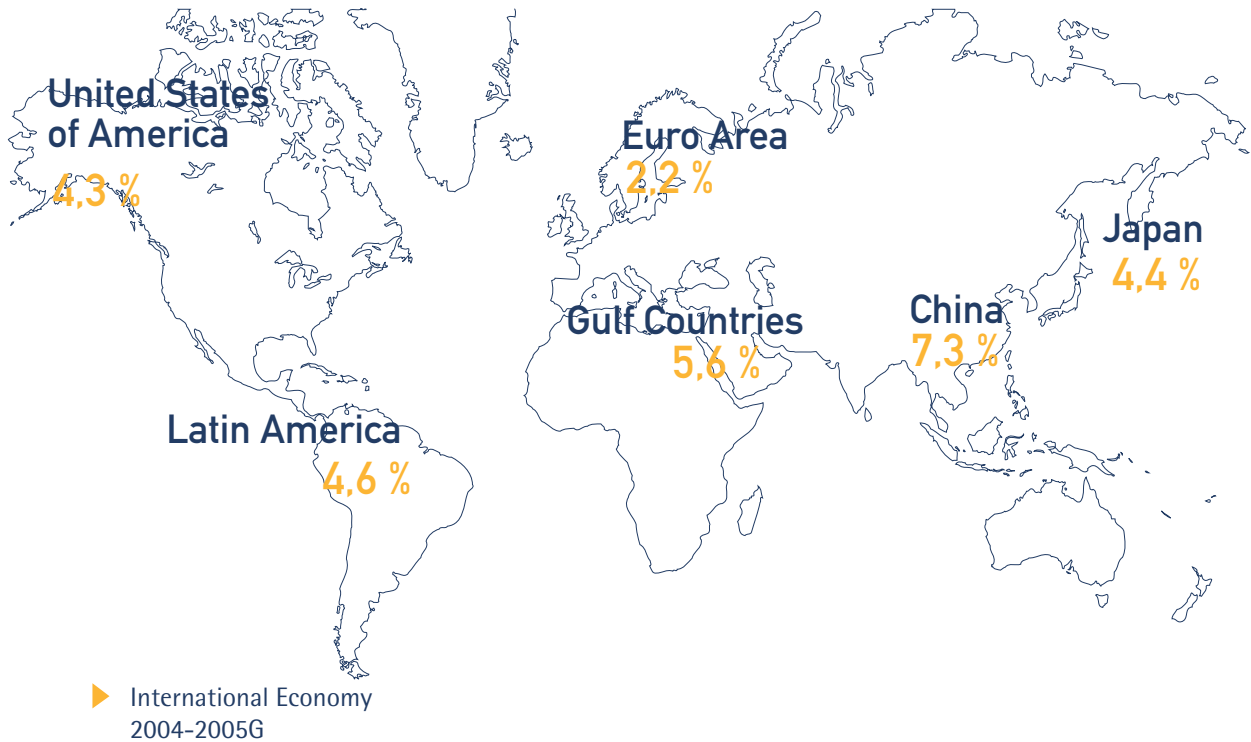 United States
of America
4,3 %
Euro Area
2,2 %
Japan
4,4 %
Gulf Countries
5,6 %
China
7,3 %
Latin America
4,6 %
International Economy
2004-2005G